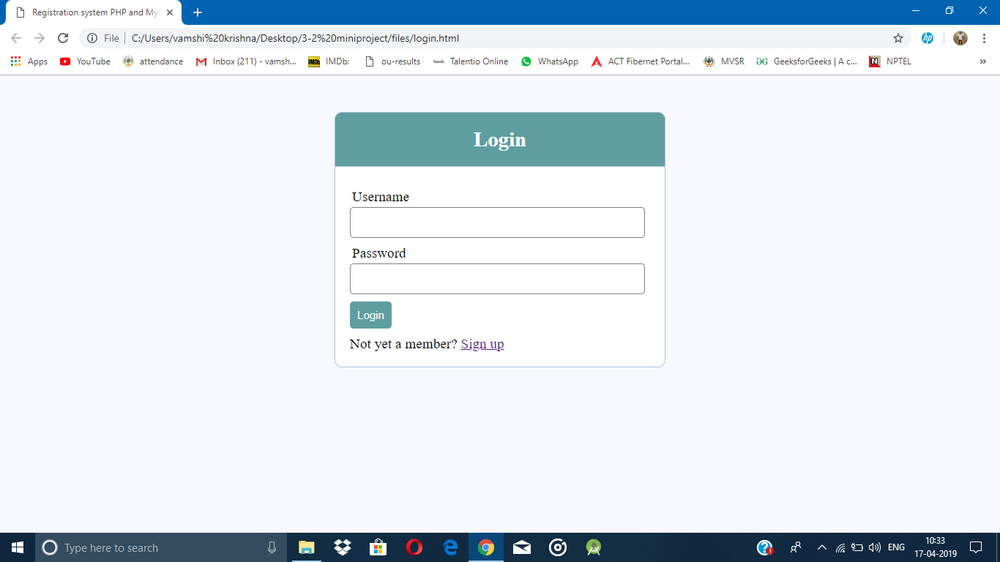 Registration system PHP and My
File C:/Users/vamshi%20krishna/Desktop/3-2%20miniproject/files/login.html
Apps YouTube attendance Inbox (211) - vamsh... IMDb IMDb: ou-results Talentio Talentio Online WhatsApp ACT Fibernet Portal... MVSR GeeksforGeeks | A c... NPTEL »
Login
Username
Password
Login
Not yet a member? Sign up
Type here to search
ENG
10:33
17-04-2019